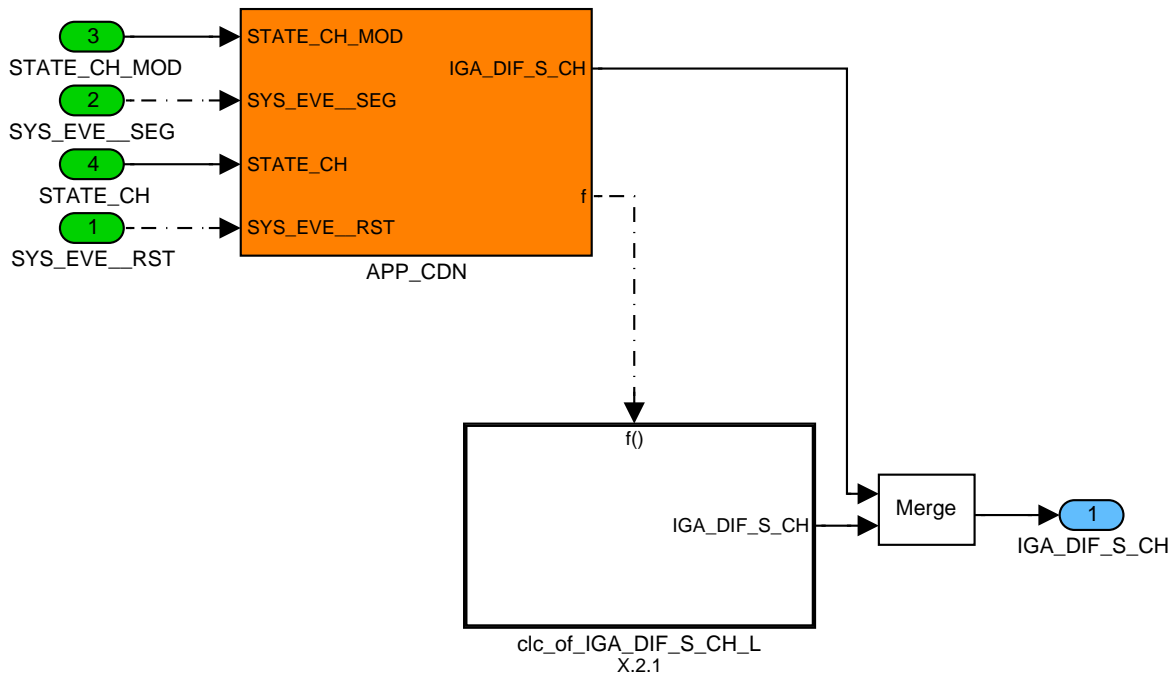 3
STATE_CH_MOD
2
SYS_EVE__SEG
4
STATE_CH
1
SYS_EVE__RST
STATE_CH_MOD
IGA_DIF_S_CH
SYS_EVE__SEG
STATE_CH
f
SYS_EVE__RST
APP_CDN
f()
IGA_DIF_S_CH
clc_of_IGA_DIF_S_CH_L
X.2.1
Merge
1
IGA_DIF_S_CH